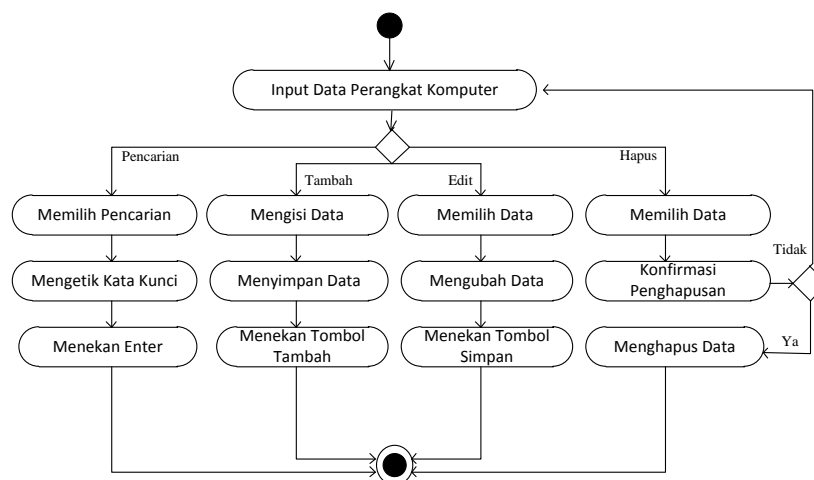 Input Data Perangkat Komputer
Pencarian
Hapus
Tambah
Edit
Memilih Pencarian
Mengisi Data
Memilih Data
Memilih Data
Tidak
Mengetik Kata Kunci
Menyimpan Data
Mengubah Data
Konfirmasi
Penghapusan
Menekan Enter
Menekan Tombol
Tambah
Menekan Tombol
Simpan
Menghapus Data
Ya